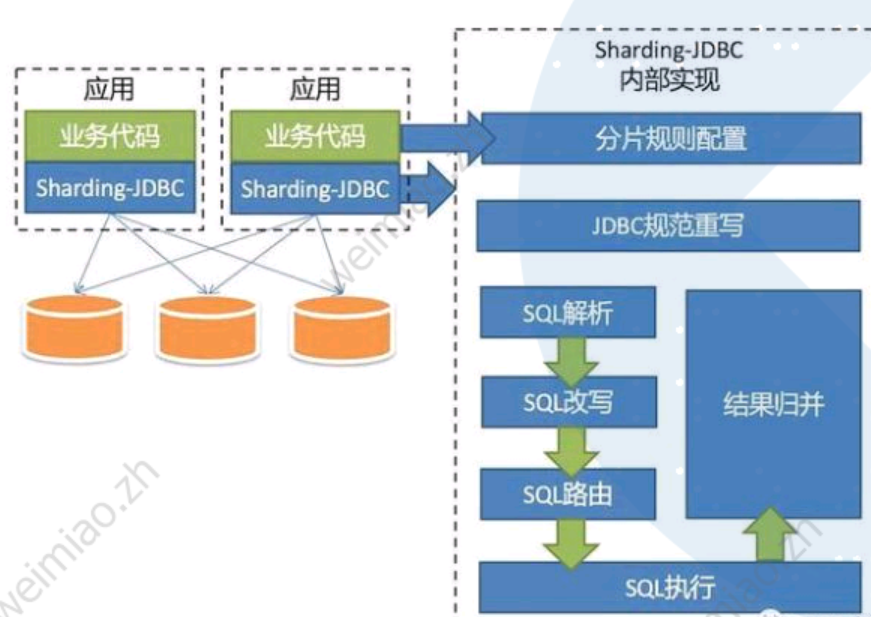 应用
业务代码
Sharding-JDBC
应用
业务代码
Sharding-JDBC
Sharding-JDBC
内部实现
分片规则配置
JDBC规范重写
SQL解析
SQL改写
SQL路由
结果归并
SQL执行
weimiao.zh